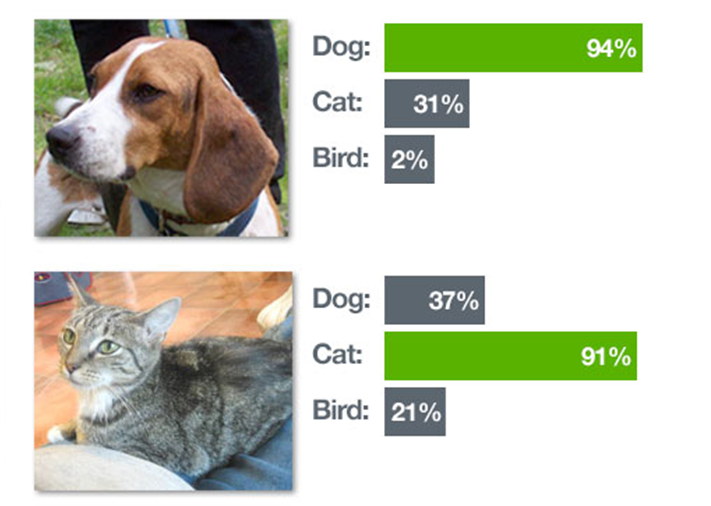 Dog: 94%
Cat: 31%
Bird: 2%
Dog: 37%
Cat: 91%
Bird: 21%